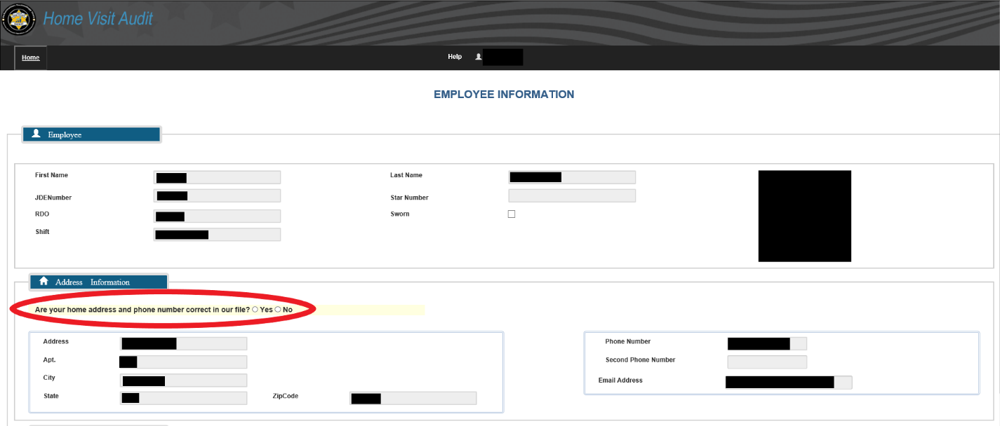 Home Visit Audit
Home
Help
EMPLOYEE INFORMATION
Employee
First Name
Last Name
JDENumber
Star Number
RDO
Sworn
Shift
Address Information
Are your home address and phone number correct in our file? Yes No
Address
Phone Number
Apt.
Second Phone Number
City
Email Address
State
ZipCode